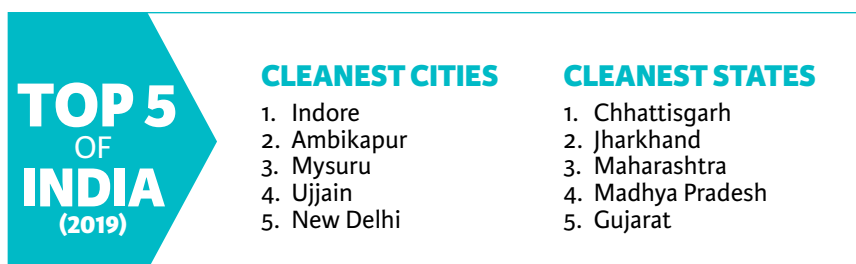 TOP 5
OF
INDIA
(2019)
CLEANEST CITIES
1. Indore
2. Ambikapur
3. Mysuru
4. Ujjain
5. New Delhi
CLEANEST STATES
1. Chhattisgarh
2. Jharkhand
3. Maharashtra
4. Madhya Pradesh
5. Gujarat